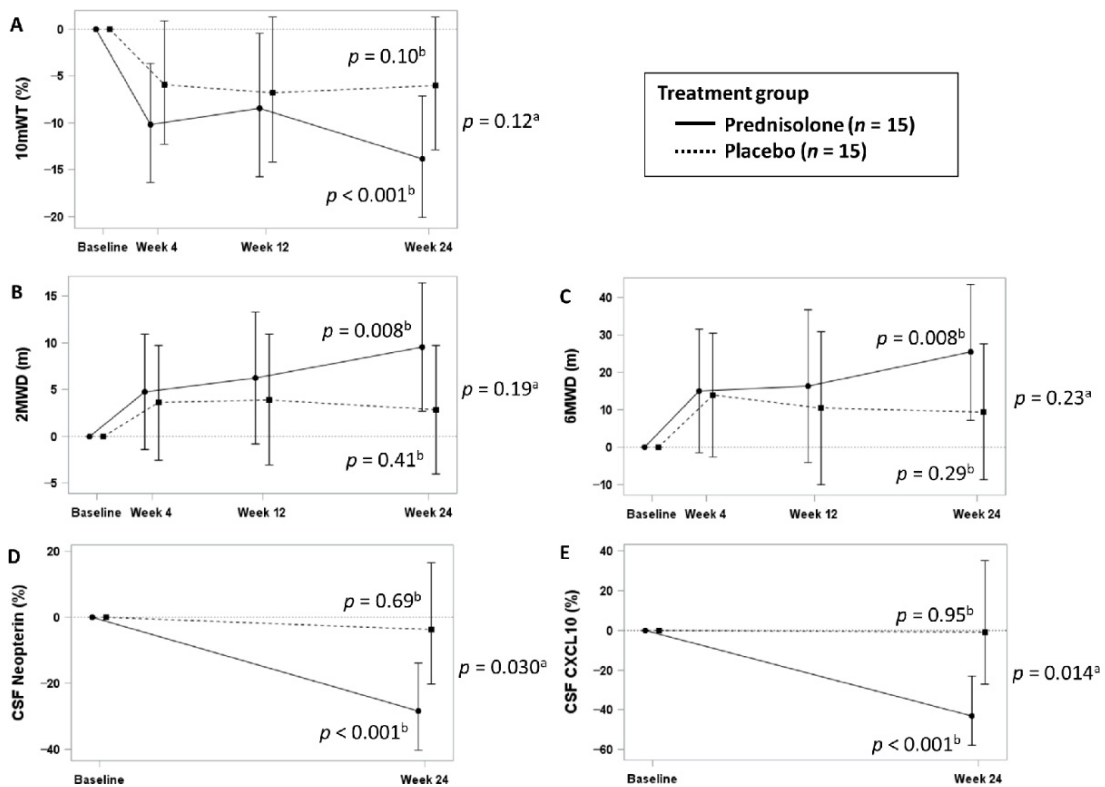 A
10mWT (%)
0
−5
−10
−15
−20
p = 0.10ᵇ
p = 0.12ᵃ
p < 0.001ᵇ
Baseline Week 4 Week 12 Week 24
Treatment group
Prednisolone (n = 15)
Placebo (n = 15)
B
2MWD (m)
15
10
5
0
−5
p = 0.008ᵇ
p = 0.19ᵃ
p = 0.41ᵇ
Baseline Week 4 Week 12 Week 24
C
6MWD (m)
40
30
20
10
0
−10
p = 0.008ᵇ
p = 0.23ᵃ
p = 0.29ᵇ
Baseline Week 4 Week 12 Week 24
D
CSF Neopterin (%)
20
0
−20
−40
p = 0.69ᵇ
p = 0.030ᵃ
p < 0.001ᵇ
Baseline Week 24
E
CSF CXCL10 (%)
40
20
0
−20
−40
−60
p = 0.95ᵇ
p = 0.014ᵃ
p < 0.001ᵇ
Baseline Week 24